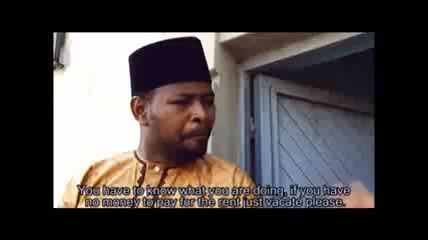 You have to know what you are doing, if you have
no money to pay for the rent just vacate please.